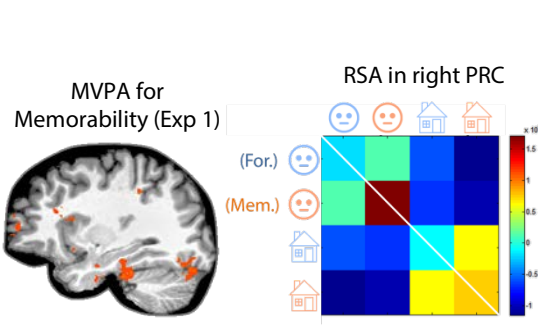 MVPA for
Memorability (Exp 1)
RSA in right PRC
(For.)
(Mem.)
x 10
1.5
1
0.5
0
-0.5
-1